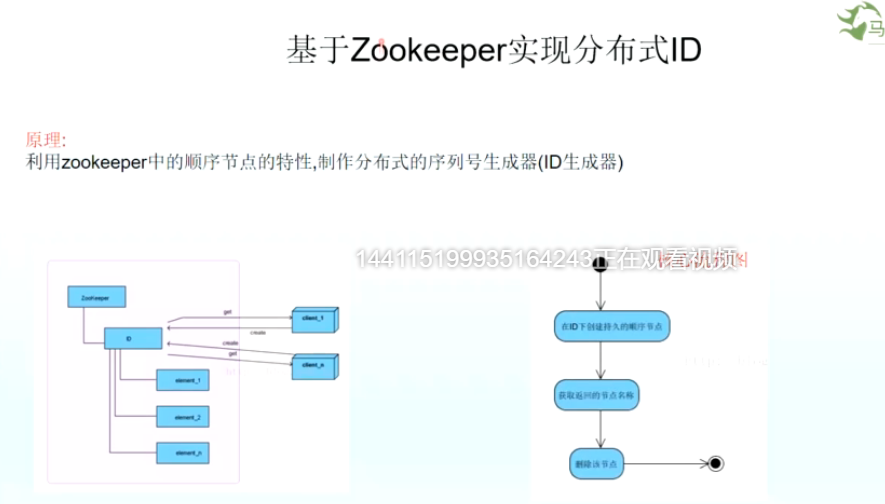 马
基于Zookeeper实现分布式ID
原理:
利用zookeeper中的顺序节点的特性,制作分布式的序列号生成器(ID生成器)
144115199935164243正在观看视频
图
ZooKeeper
ID
element_1
element_2
element_n
get
create
create
get
client_1
client_n
在ID下创建持久的顺序节点
获取返回的节点名称
删除该节点